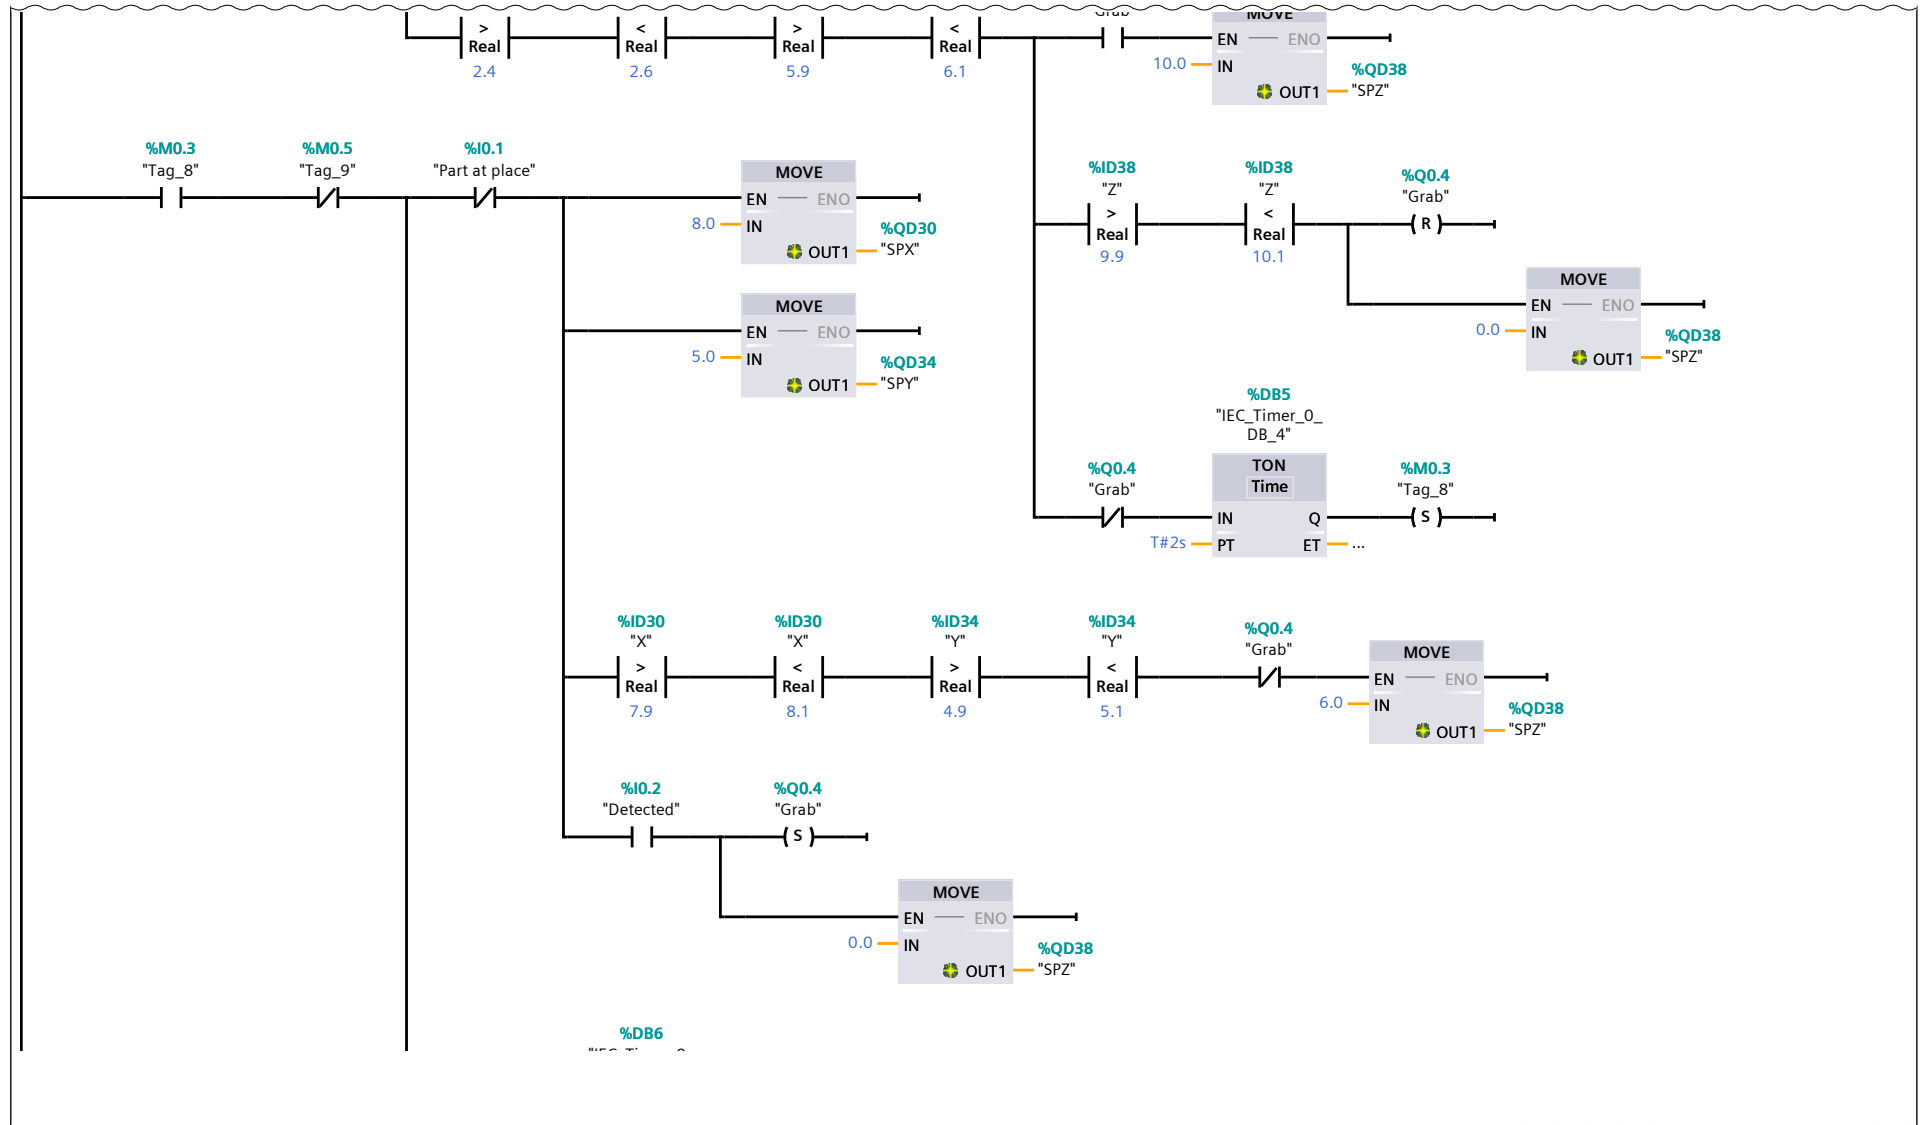 > < > <
Real Real Real Real
2.4 2.6 5.9 6.1
Grab
MOVE
EN ENO
10.0 IN
%QD38
OUT1 "SPZ"
%M0.3 %M0.5 %I0.1
"Tag_8" "Tag_9" "Part at place"
MOVE
EN ENO
8.0 IN
%QD30
OUT1 "SPX"
MOVE
EN ENO
5.0 IN
%QD34
OUT1 "SPY"
%ID38 %ID38 %Q0.4
"Z" "Z" "Grab"
> < R
Real Real
9.9 10.1
MOVE
EN ENO
0.0 IN
%QD38
OUT1 "SPZ"
%DB5
"IEC_Timer_0_
DB_4"
%Q0.4 TON %M0.3
"Grab" Time "Tag_8"
IN Q S
T#2s PT ET ...
%ID30 %ID30 %ID34 %ID34 %Q0.4
"X" "X" "Y" "Y" "Grab"
> < > <
Real Real Real Real
7.9 8.1 4.9 5.1
MOVE
EN ENO
6.0 IN
%QD38
OUT1 "SPZ"
%I0.2 %Q0.4
"Detected" "Grab"
S
MOVE
EN ENO
0.0 IN
%QD38
OUT1 "SPZ"
%DB6